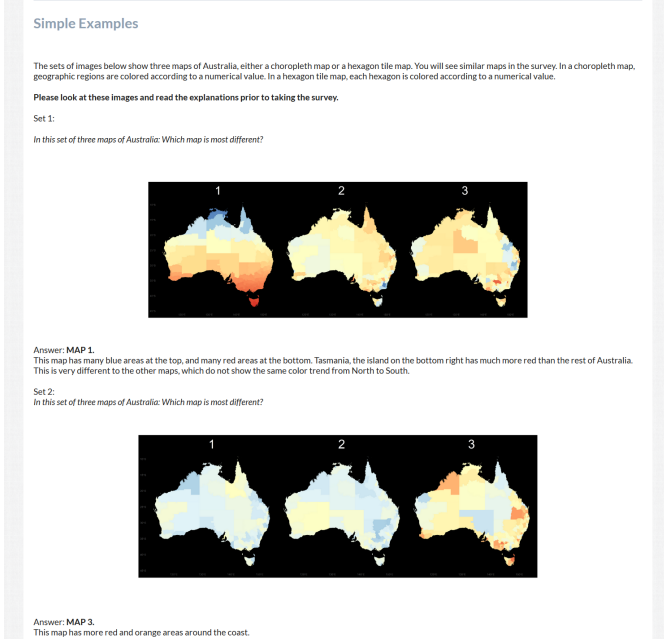 Simple Examples
The sets of images below show three maps of Australia, either a choropleth map or a hexagon tile map. You will see similar maps in the survey. In a choropleth map,
geographic regions are colored according to a numerical value. In a hexagon tile map, each hexagon is colored according to a numerical value.
Please look at these images and read the explanations prior to taking the survey.
Set 1:
In this set of three maps of Australia: Which map is most different?
1 2 3
Answer: MAP 1.
This map has many blue areas at the top, and many red areas at the bottom. Tasmania, the island on the bottom right has much more red than the rest of Australia.
This is very different to the other maps, which do not show the same color trend from North to South.
Set 2:
In this set of three maps of Australia: Which map is most different?
1 2 3
Answer: MAP 3.
This map has more red and orange areas around the coast.